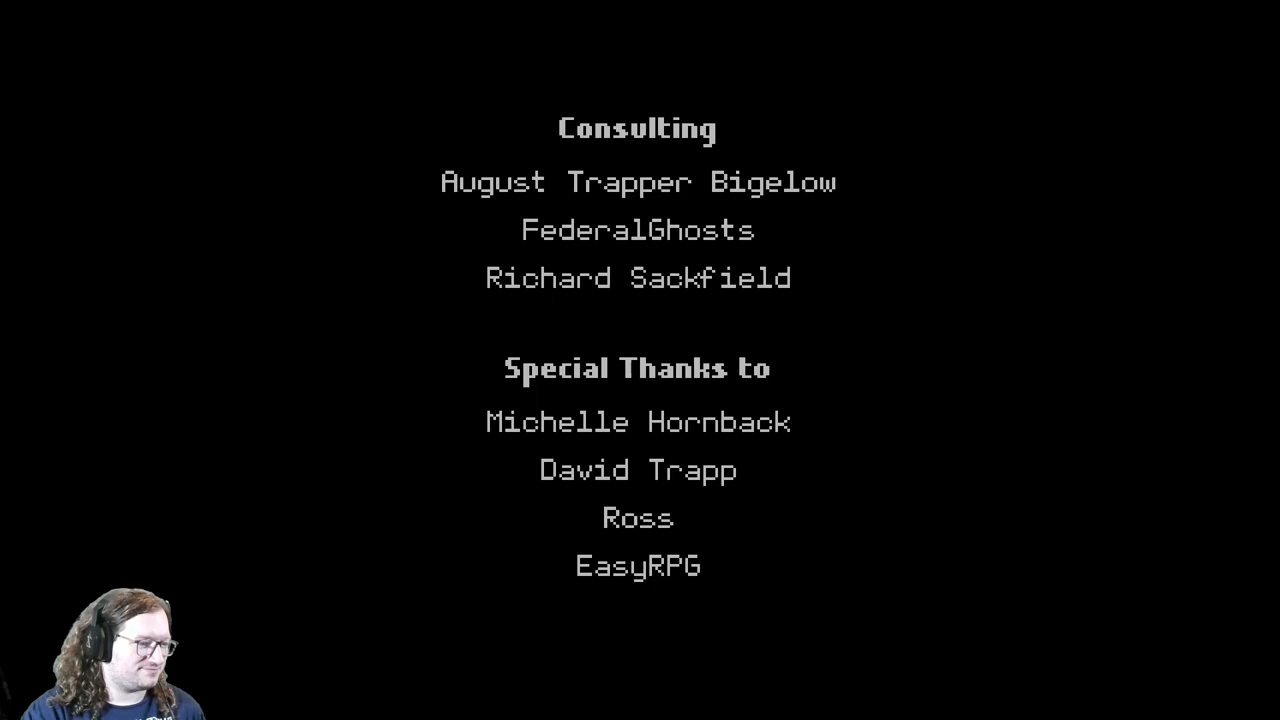 Consulting
August Trapper Bigelow
FederalGhosts
Richard Sackfield
Special Thanks to
Michelle Hornback
David Trapp
Ross
EasyRPG